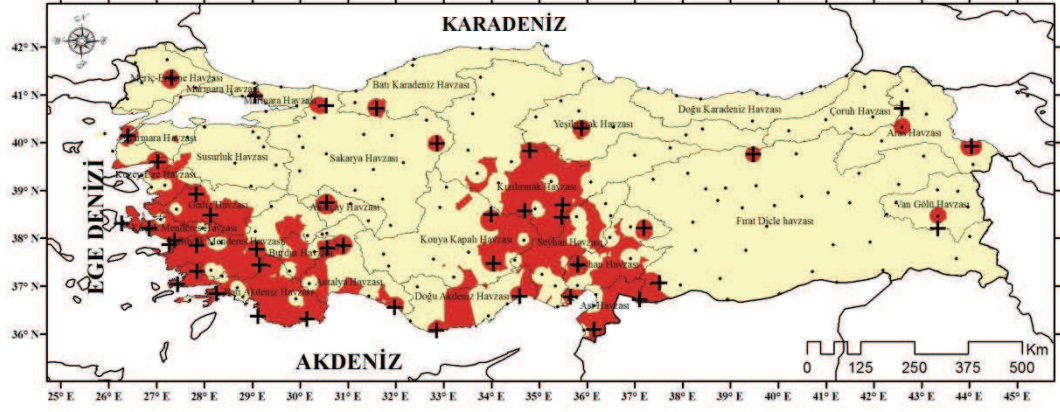 KARADENİZ
EGE DENİZİ
AKDENİZ
42° N
41° N
40° N
39° N
38° N
37° N
36° N
Meriç-Ergene Havzası
Marmara Havzası
Marmara Havzası
Marmara Havzası
Batı Karadeniz Havzası
Yeşilırmak Havzası
Doğu Karadeniz Havzası
Çoruh Havzası
Aras Havzası
Susurluk Havzası
Sakarya Havzası
Kuzey Ege Havzası
Gediz Havzası
Akarçay Havzası
Kızılırmak Havzası
Van Gölü Havzası
Fırat Dicle havzası
Konya Kapalı Havzası
Seyhan Havzası
Menderes Havzası
Menderes Havzası
Burdur
Ceyhan Havzası
Antalya Havzası
Batı Akdeniz Havzası
Doğu Akdeniz Havzası
Asi Havzası
Km
0 125 250 375 500
25° E 26° E 27° E 28° E 29° E 30° E 31° E 32° E 33° E 34° E 35° E 36° E 37° E 38° E 39° E 40° E 41° E 42° E 43° E 44° E 45° E